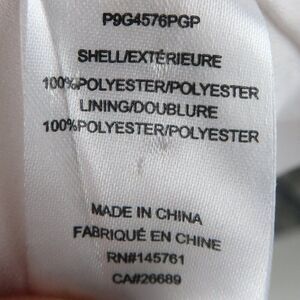 P9G4576PGP
SHELL/EXTÉRIEURE
100%POLYESTER/POLYESTER
LINING/DOUBLURE
100%POLYESTER/POLYESTER
MADE IN CHINA
FABRIQUÉ EN CHINE
RN#145761
CA#26689